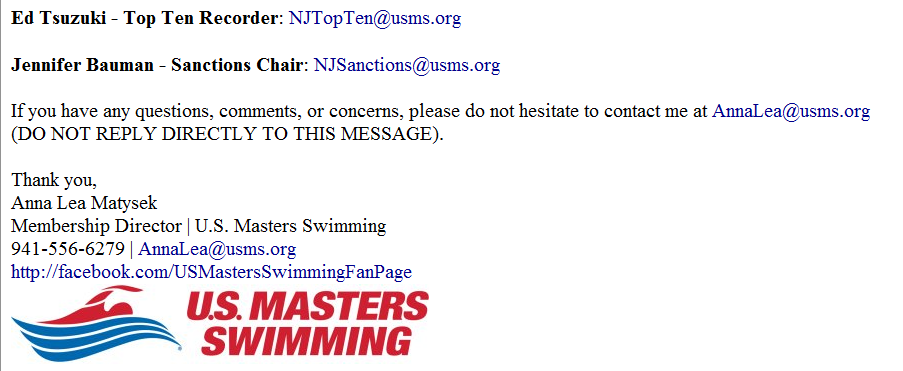 Ed Tsuzuki - Top Ten Recorder: NJTopTen@usms.org
Jennifer Bauman - Sanctions Chair: NJSanctions@usms.org
If you have any questions, comments, or concerns, please do not hesitate to contact me at AnnaLea@usms.org
(DO NOT REPLY DIRECTLY TO THIS MESSAGE).
Thank you,
Anna Lea Matysek
Membership Director | U.S. Masters Swimming
941-556-6279 | AnnaLea@usms.org
http://facebook.com/USMastersSwimmingFanPage
U.S. MASTERS
SWIMMING